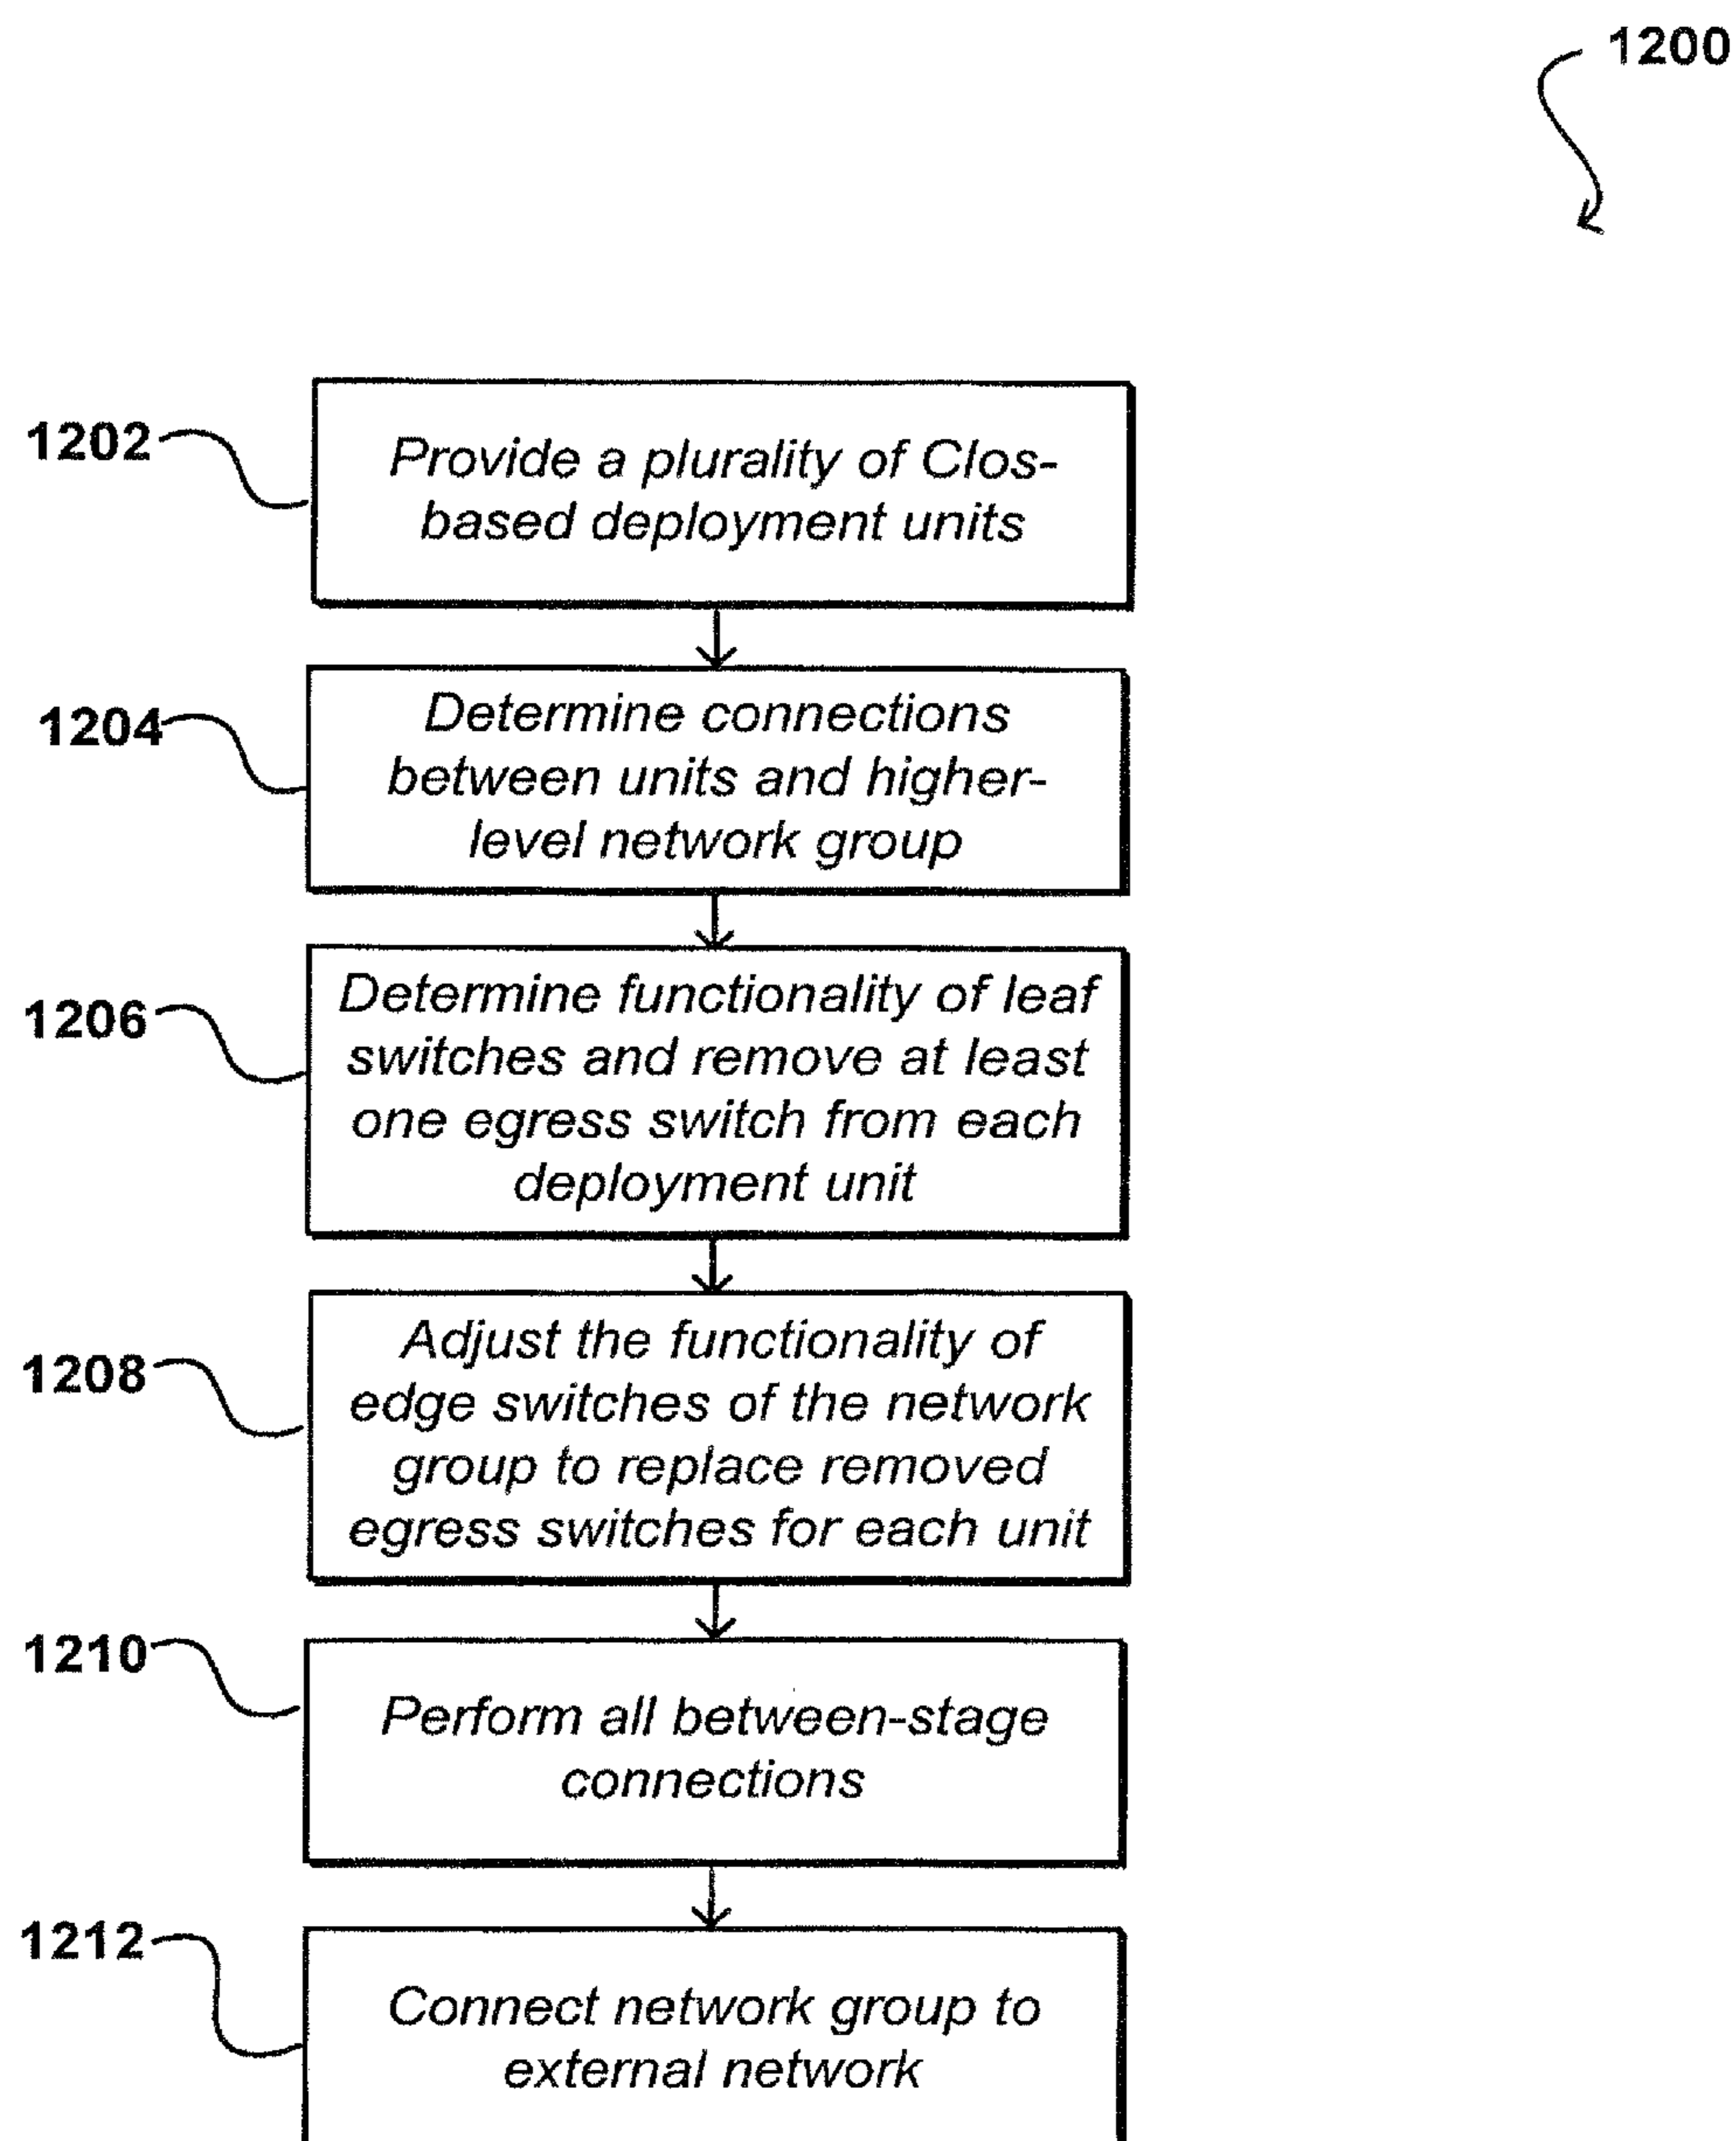 1200
1202
Provide a plurality of Clos-
based deployment units
1204
Determine connections
between units and higher-
level network group
1206
Determine functionality of leaf
switches and remove at least
one egress switch from each
deployment unit
1208
Adjust the functionality of
edge switches of the network
group to replace removed
egress switches for each unit
1210
Perform all between-stage
connections
1212
Connect network group to
external network